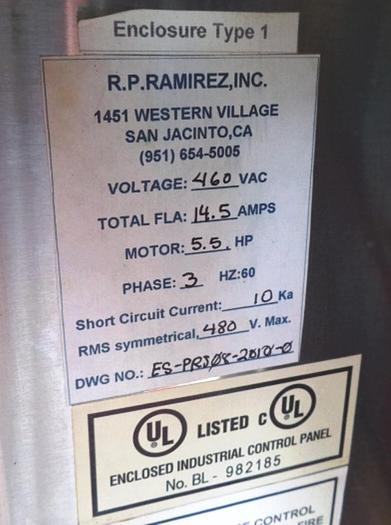 Enclosure Type 1
R.P.RAMIREZ,INC.
1451 WESTERN VILLAGE
SAN JACINTO,CA
(951) 654-5005
VOLTAGE: 460 VAC
TOTAL FLA: 14.5 AMPS
MOTOR: 5.5. HP
PHASE: 3 HZ:60
Short Circuit Current: 10 Ka
RMS symmetrical, 480 V. Max.
DWG NO.:
UL LISTED C UL
ENCLOSED INDUSTRIAL CONTROL PANEL
No. BL - 982185
CONTROL
FIRE